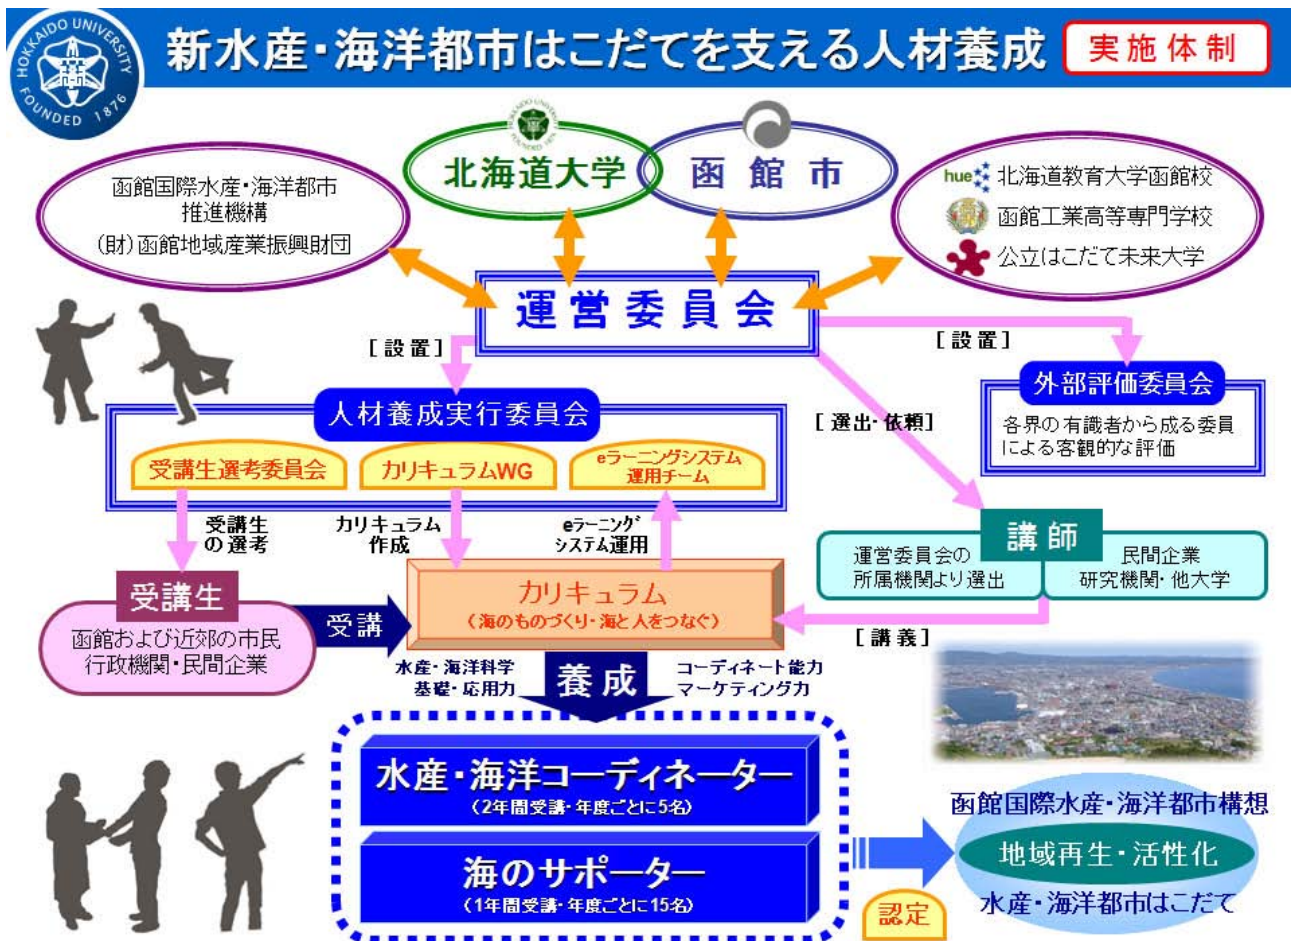 HOKKAIDO UNIVERSITY
FOUNDED 1876
新水産・海洋都市はこだてを支える人材養成
実施体制
北海道大学
函館市
函館国際水産・海洋都市
推進機構
(財)函館地域産業振興財団
hue 北海道教育大学函館校
函館工業高等専門学校
公立はこだて未来大学
運営委員会
[設置]
[設置]
人材養成実行委員会
受講生選考委員会
カリキュラムWG
eラーニングシステム
運用チーム
[選出・依頼]
外部評価委員会
各界の有識者から成る委員
による客観的な評価
受講生
の選考
カリキュラム
作成
eラーニング
システム運用
講師
運営委員会の
所属機関より選出
民間企業
研究機関・他大学
受講生
函館および近郊の市民
行政機関・民間企業
受講
カリキュラム
(海のものづくり・海と人をつなぐ)
[講義]
水産・海洋科学
基礎・応用力
養成
コーディネート能力
マーケティング力
水産・海洋コーディネーター
(2年間受講・年度ごとに5名)
海のサポーター
(1年間受講・年度ごとに15名)
認定
函館国際水産・海洋都市構想
地域再生・活性化
水産・海洋都市はこだて